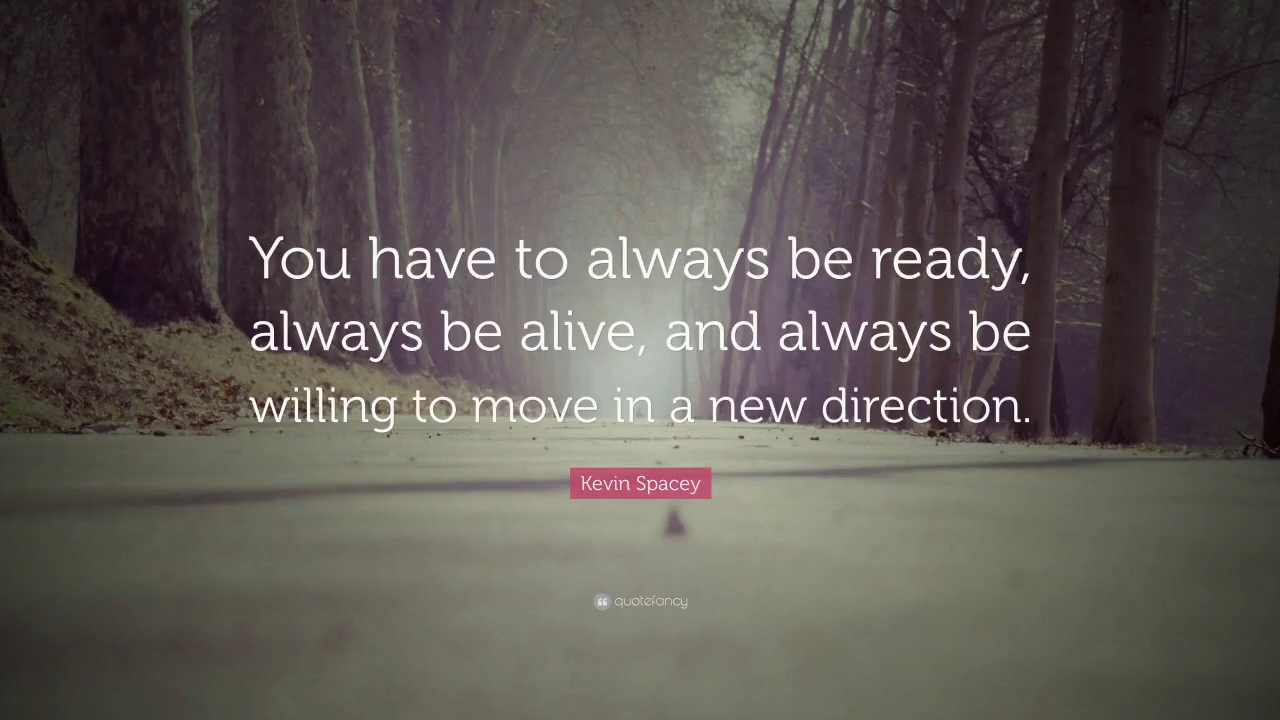 You have to always be ready,
always be alive, and always be
willing to move in a new direction.
Kevin Spacey
quotefancy